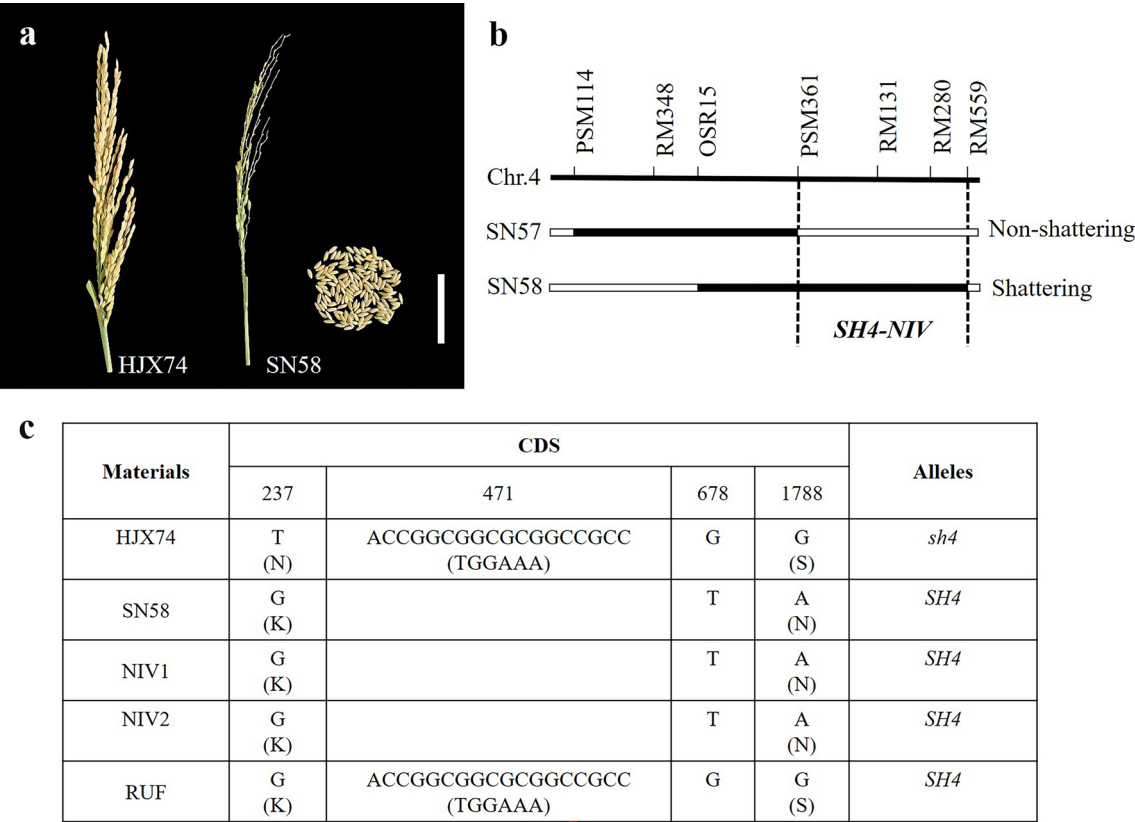 a
HJX74
SN58
b
PSM114
RM348
OSR15
PSM361
RM131
RM280
RM559
Chr.4
SN57
Non-shattering
SN58
Shattering
SH4-NIV
c
Materials
CDS
Alleles
237
471
678
1788
HJX74
T
(N)
ACCGGCGGCGCGGCCGCC
(TGGAAA)
G
G
(S)
sh4
SN58
G
(K)
T
A
(N)
SH4
NIV1
G
(K)
T
A
(N)
SH4
NIV2
G
(K)
T
A
(N)
SH4
RUF
G
(K)
ACCGGCGGCGCGGCCGCC
(TGGAAA)
G
G
(S)
SH4